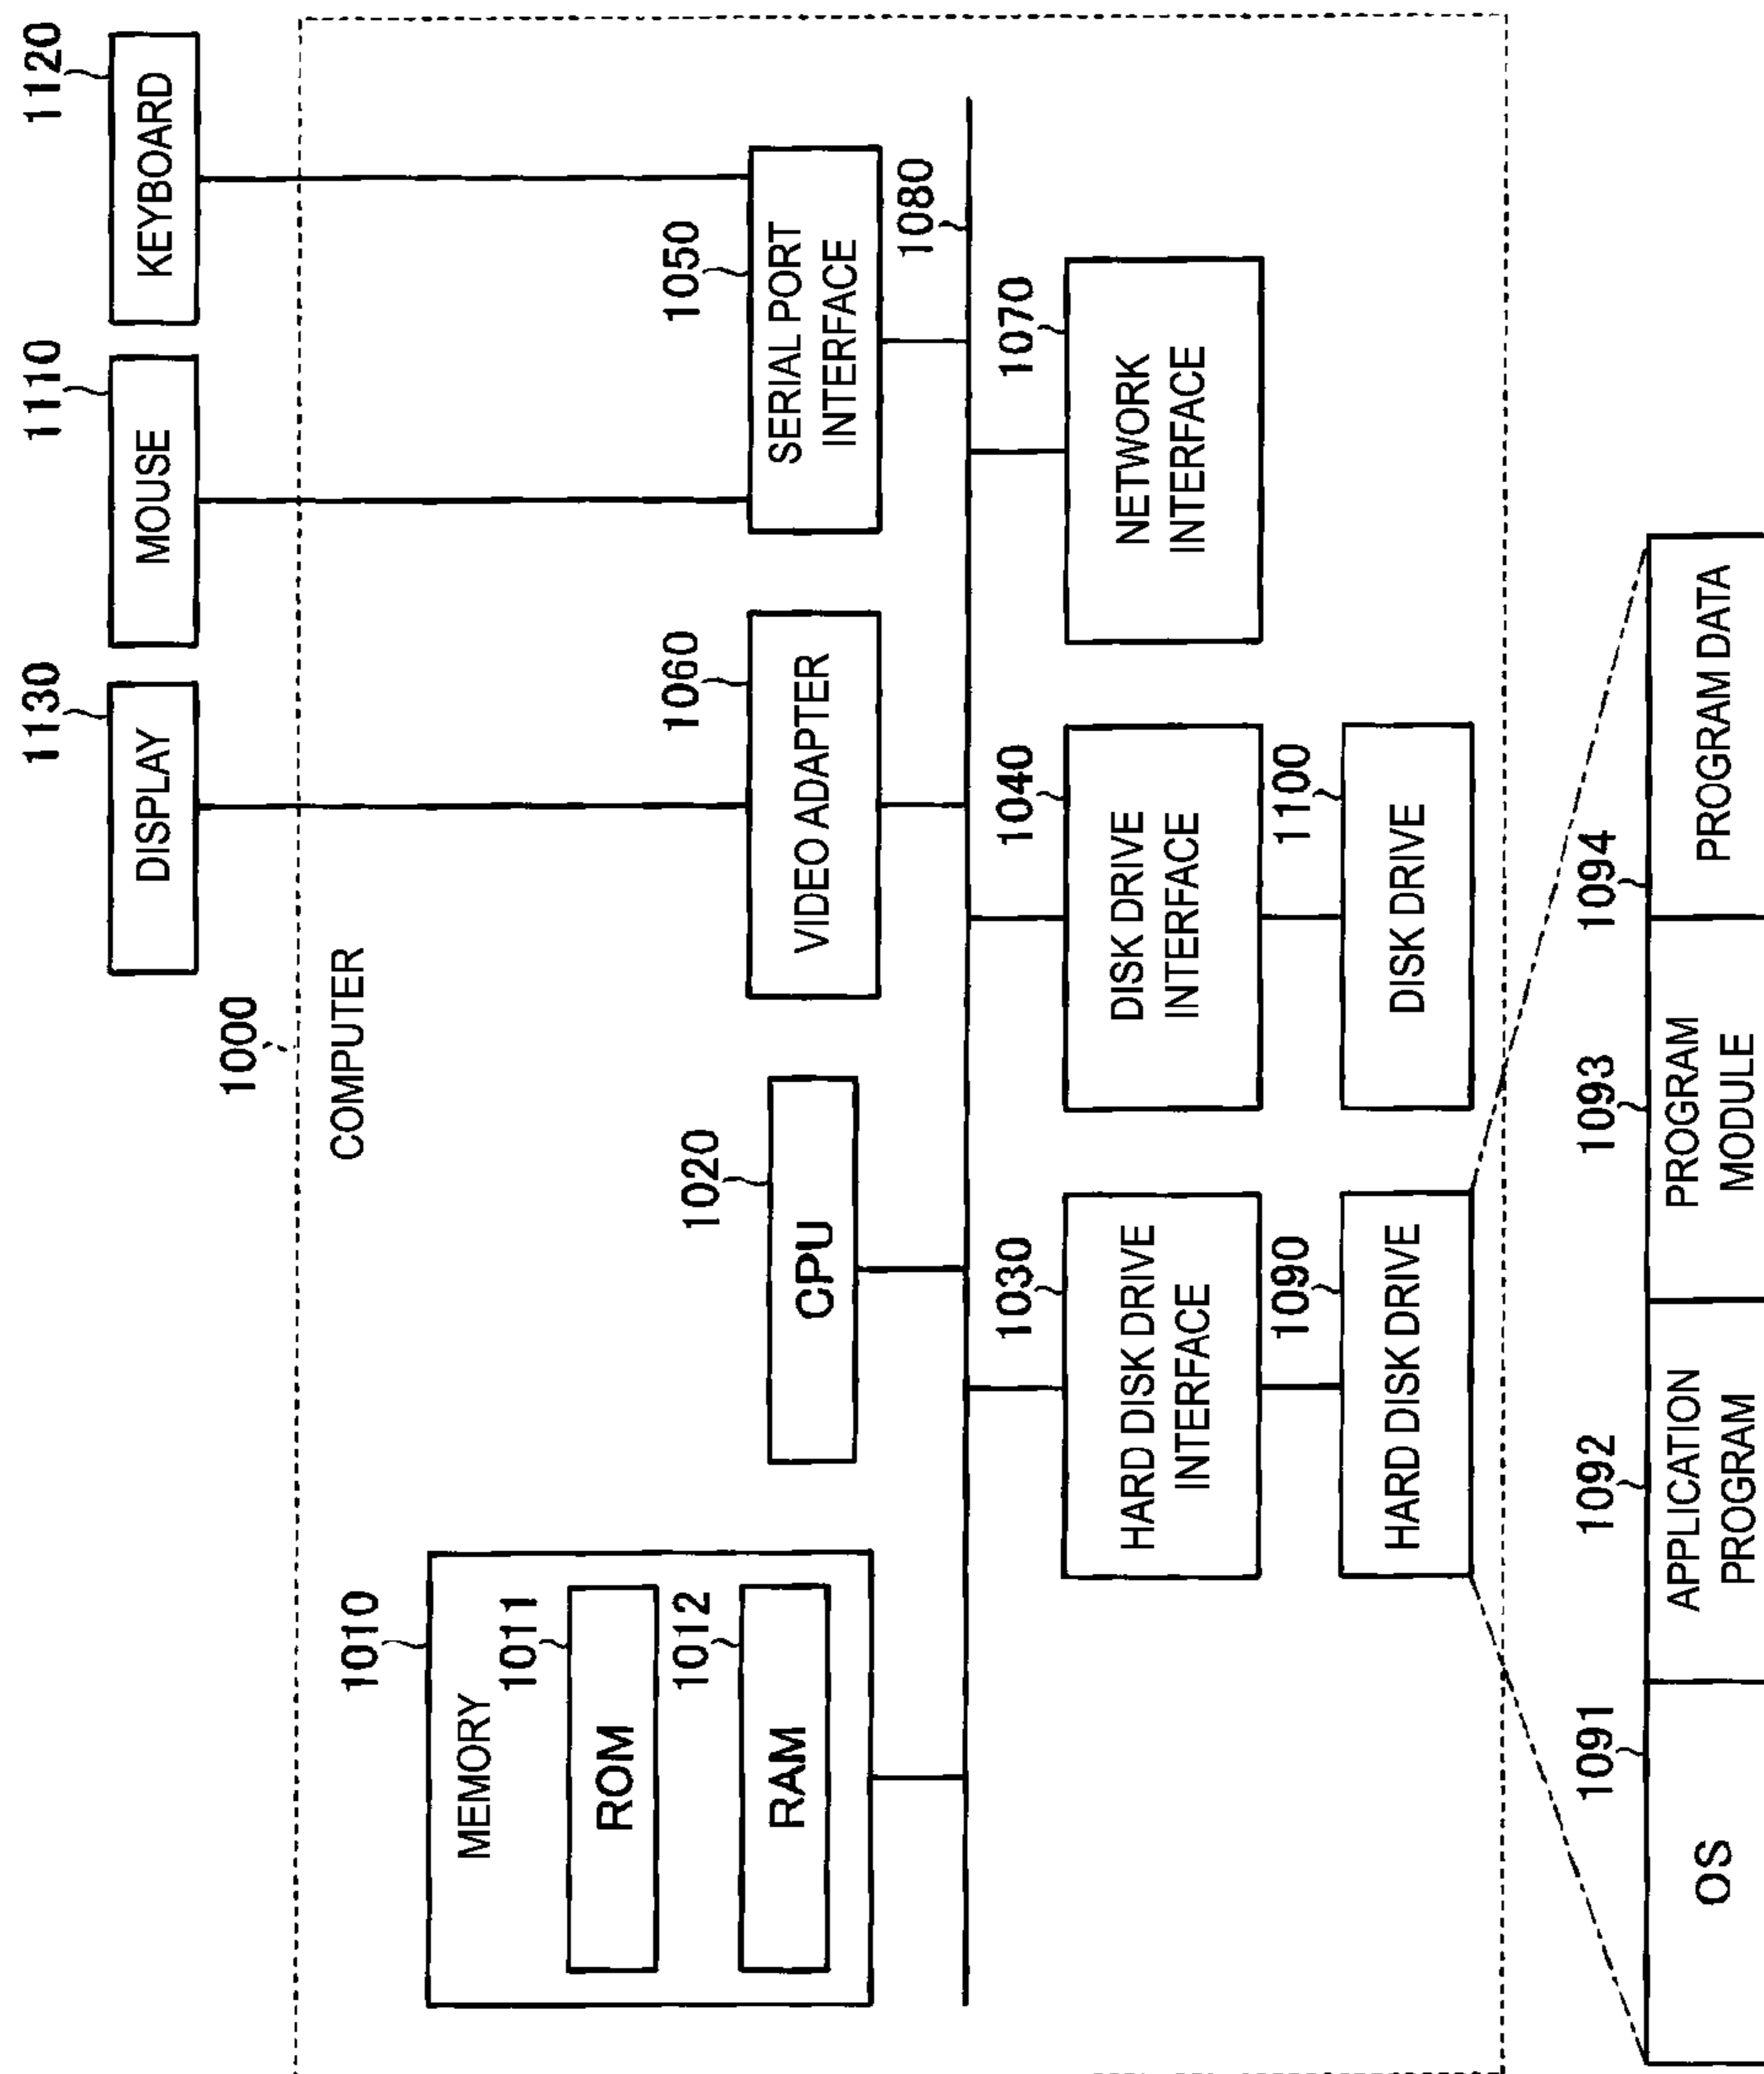 1000
COMPUTER
1010
MEMORY
1011
ROM
1012
RAM
1020
CPU
1130
DISPLAY
1110
MOUSE
1120
KEYBOARD
1060
VIDEO ADAPTER
1050
SERIAL PORT
INTERFACE
1080
1030
HARD DISK DRIVE
INTERFACE
1040
DISK DRIVE
INTERFACE
1070
NETWORK
INTERFACE
1090
HARD DISK DRIVE
1100
DISK DRIVE
1091
OS
1092
APPLICATION
PROGRAM
1093
PROGRAM
MODULE
1094
PROGRAM DATA